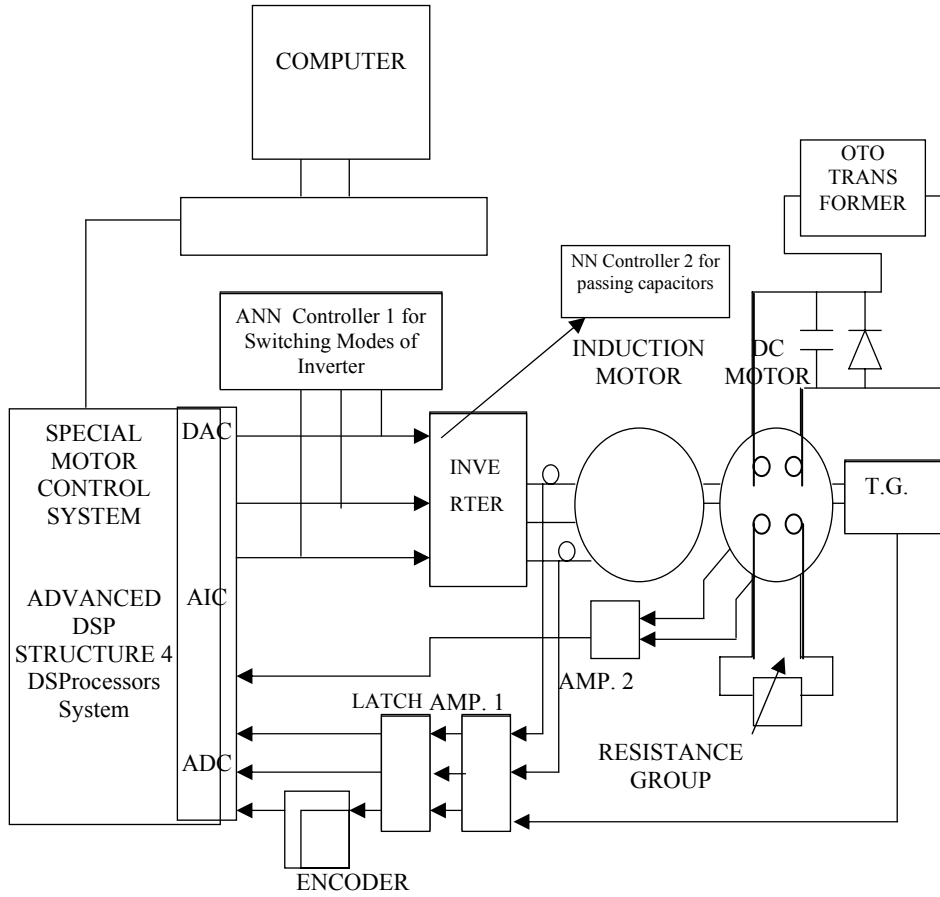 COMPUTER
OTO
TRANS
FORMER
NN Controller 2 for
passing capacitors
ANN  Controller 1 for
Switching Modes of
Inverter
INDUCTION
MOTOR
DC
MOTOR
SPECIAL
MOTOR
CONTROL
SYSTEM
DAC
INVE
RTER
T.G.
ADVANCED
DSP
STRUCTURE 4
DSProcessors
System
AIC
AMP. 2
LATCH
AMP. 1
ADC
RESISTANCE
GROUP
ENCODER